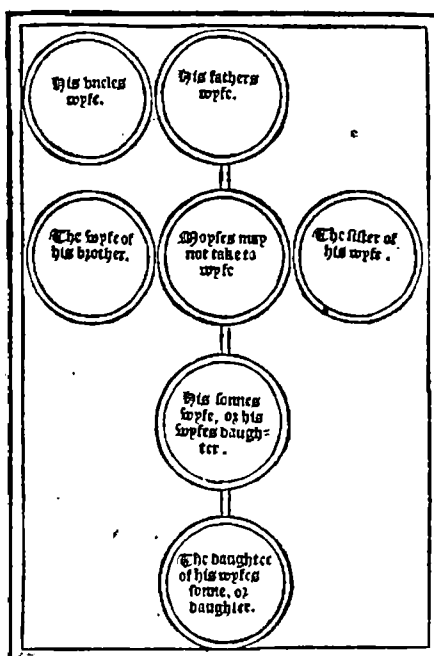 His vncles
wyfe.
His fathers
wyfe.
The wyfe of
his brother.
Moyses may
not take to
wyfe
The sister of
his wyfe .
His sonnes
wyfe, or his
wyfes daugh=
ter .
The daughter
of his wyfes
sonne, or
daughter.